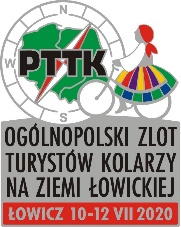 N
W
E
S
PTTK
OGÓLNOPOLSKI ZLOT
TURYSTÓW KOLARZY
NA ZIEMI ŁOWICKIEJ
ŁOWICZ 10-12 VII 2020